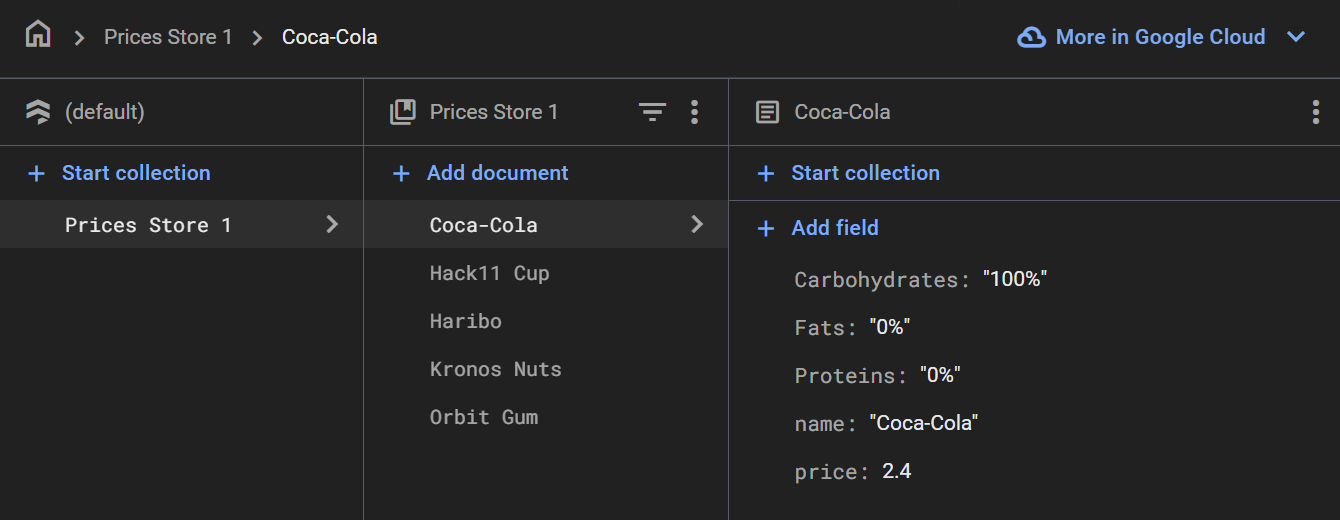 Prices Store 1 Coca-Cola More in Google Cloud
(default)
Start collection
Prices Store 1
Prices Store 1
Add document
Coca-Cola
Hack11 Cup
Haribo
Kronos Nuts
Orbit Gum
Coca-Cola
Start collection
Add field
Carbohydrates: "100%"
Fats: "0%"
Proteins: "0%"
name: "Coca-Cola"
price: 2.4